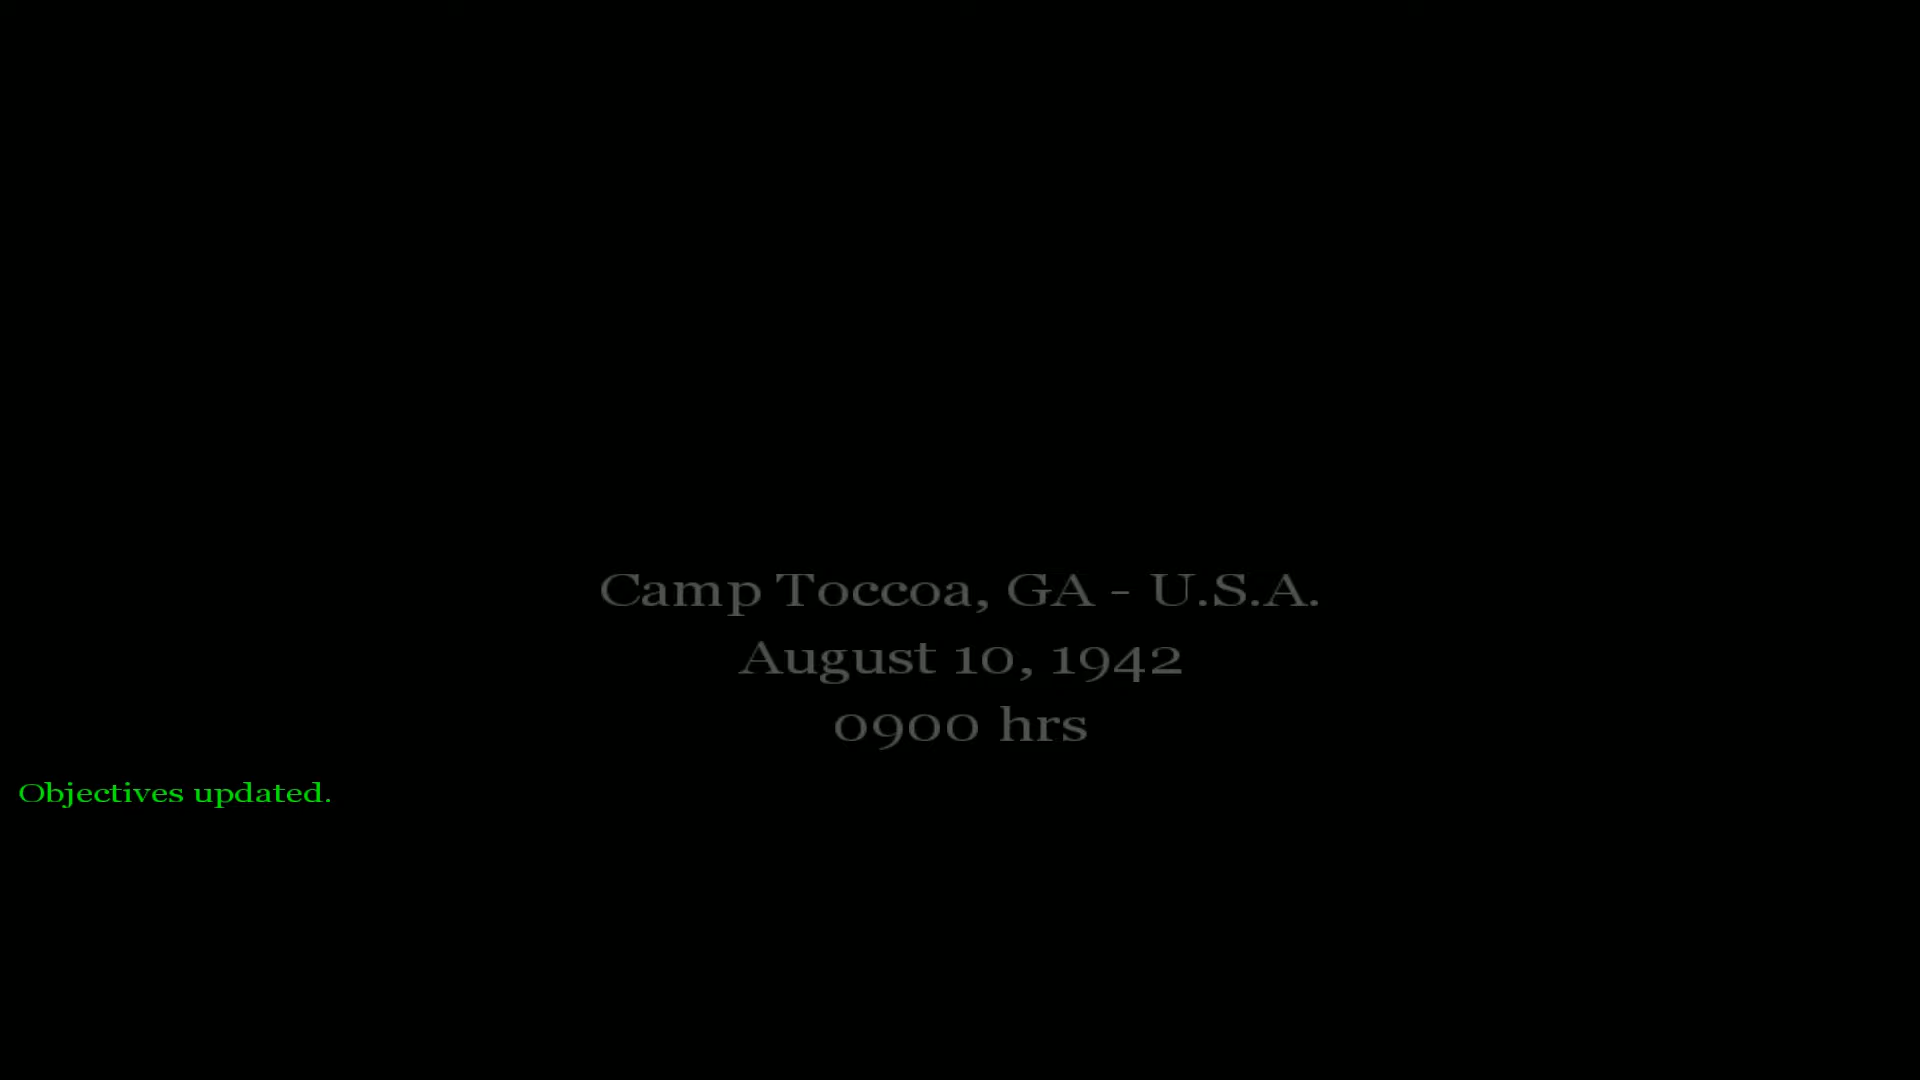 Camp Toccoa, GA - U.S.A.
August 10, 1942
0900 hrs
Objectives updated.